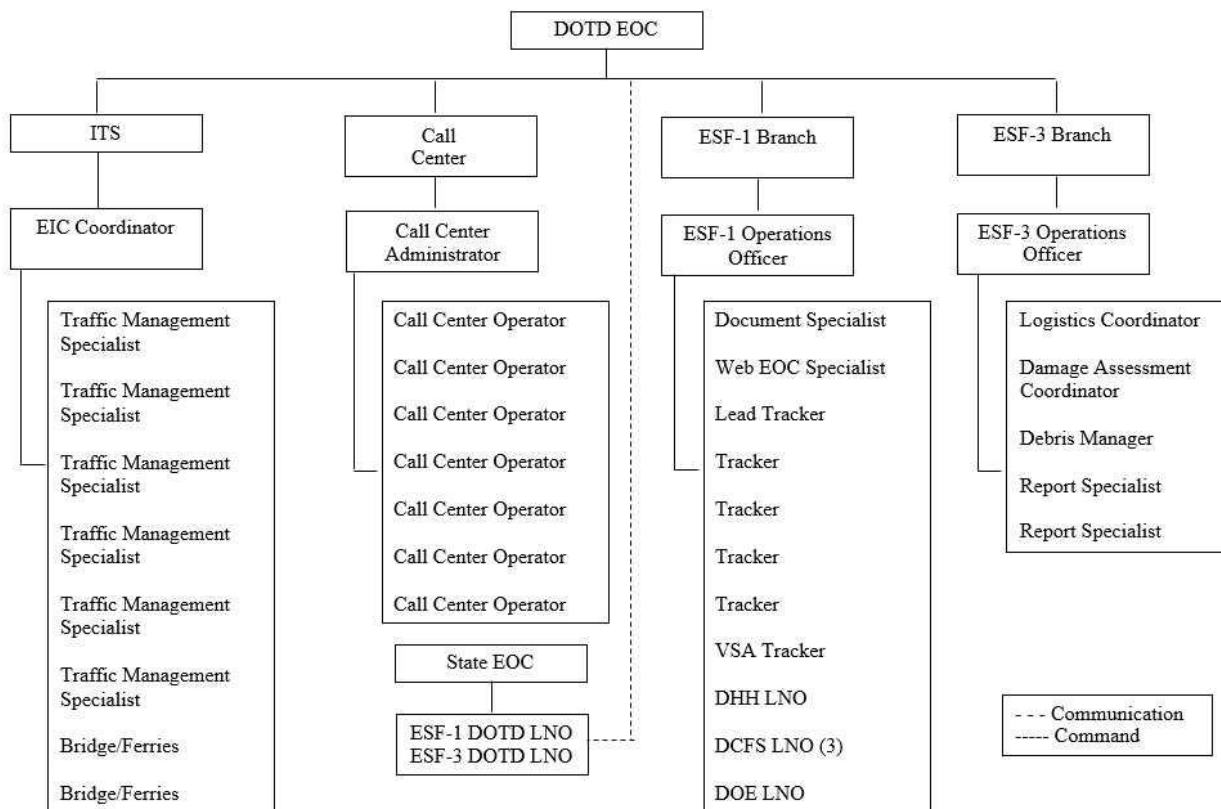 DOTD EOC
ITS
Call
Center
ESF-1 Branch
ESF-3 Branch
EIC Coordinator
Call Center
Administrator
ESF-1 Operations
Officer
ESF-3 Operations
Officer
Traffic Management
Specialist
Traffic Management
Specialist
Traffic Management
Specialist
Traffic Management
Specialist
Traffic Management
Specialist
Traffic Management
Specialist
Bridge/Ferries
Bridge/Ferries
Call Center Operator
Call Center Operator
Call Center Operator
Call Center Operator
Call Center Operator
Call Center Operator
Call Center Operator
State EOC
ESF-1 DOTD LNO
ESF-3 DOTD LNO
Document Specialist
Web EOC Specialist
Lead Tracker
Tracker
Tracker
Tracker
Tracker
VSA Tracker
DHH LNO
DCFS LNO (3)
DOE LNO
Logistics Coordinator
Damage Assessment
Coordinator
Debris Manager
Report Specialist
Report Specialist
- - - Communication
----- Command